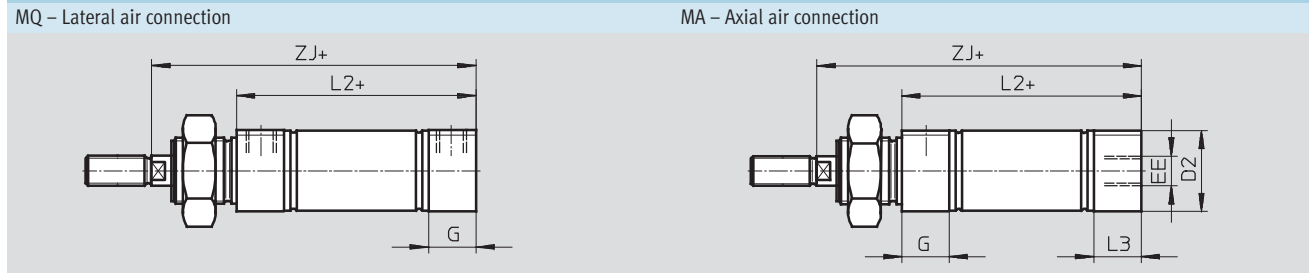 MQ – Lateral air connection
MA – Axial air connection
ZJ+
L2+
G
ZJ+
L2+
EE
D2
G
L3